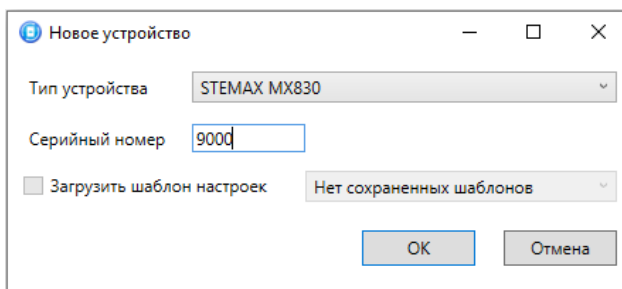 Новое устройство
Тип устройства STEMAX MX830
Серийный номер 9000
Загрузить шаблон настроек Нет сохраненных шаблонов
OK Отмена